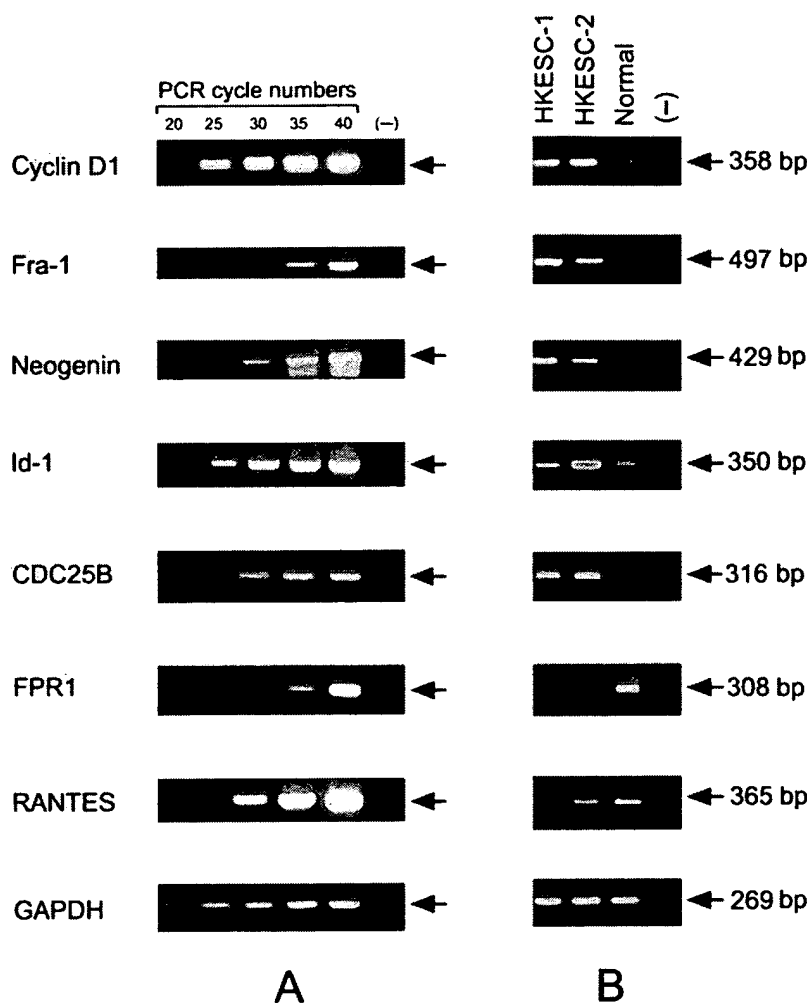 PCR cycle numbers
20 25 30 35 40 (–)
HKESC-1
HKESC-2
Normal
(–)
Cyclin D1
358 bp
Fra-1
497 bp
Neogenin
429 bp
Id-1
350 bp
CDC25B
316 bp
FPR1
308 bp
RANTES
365 bp
GAPDH
269 bp
A
B